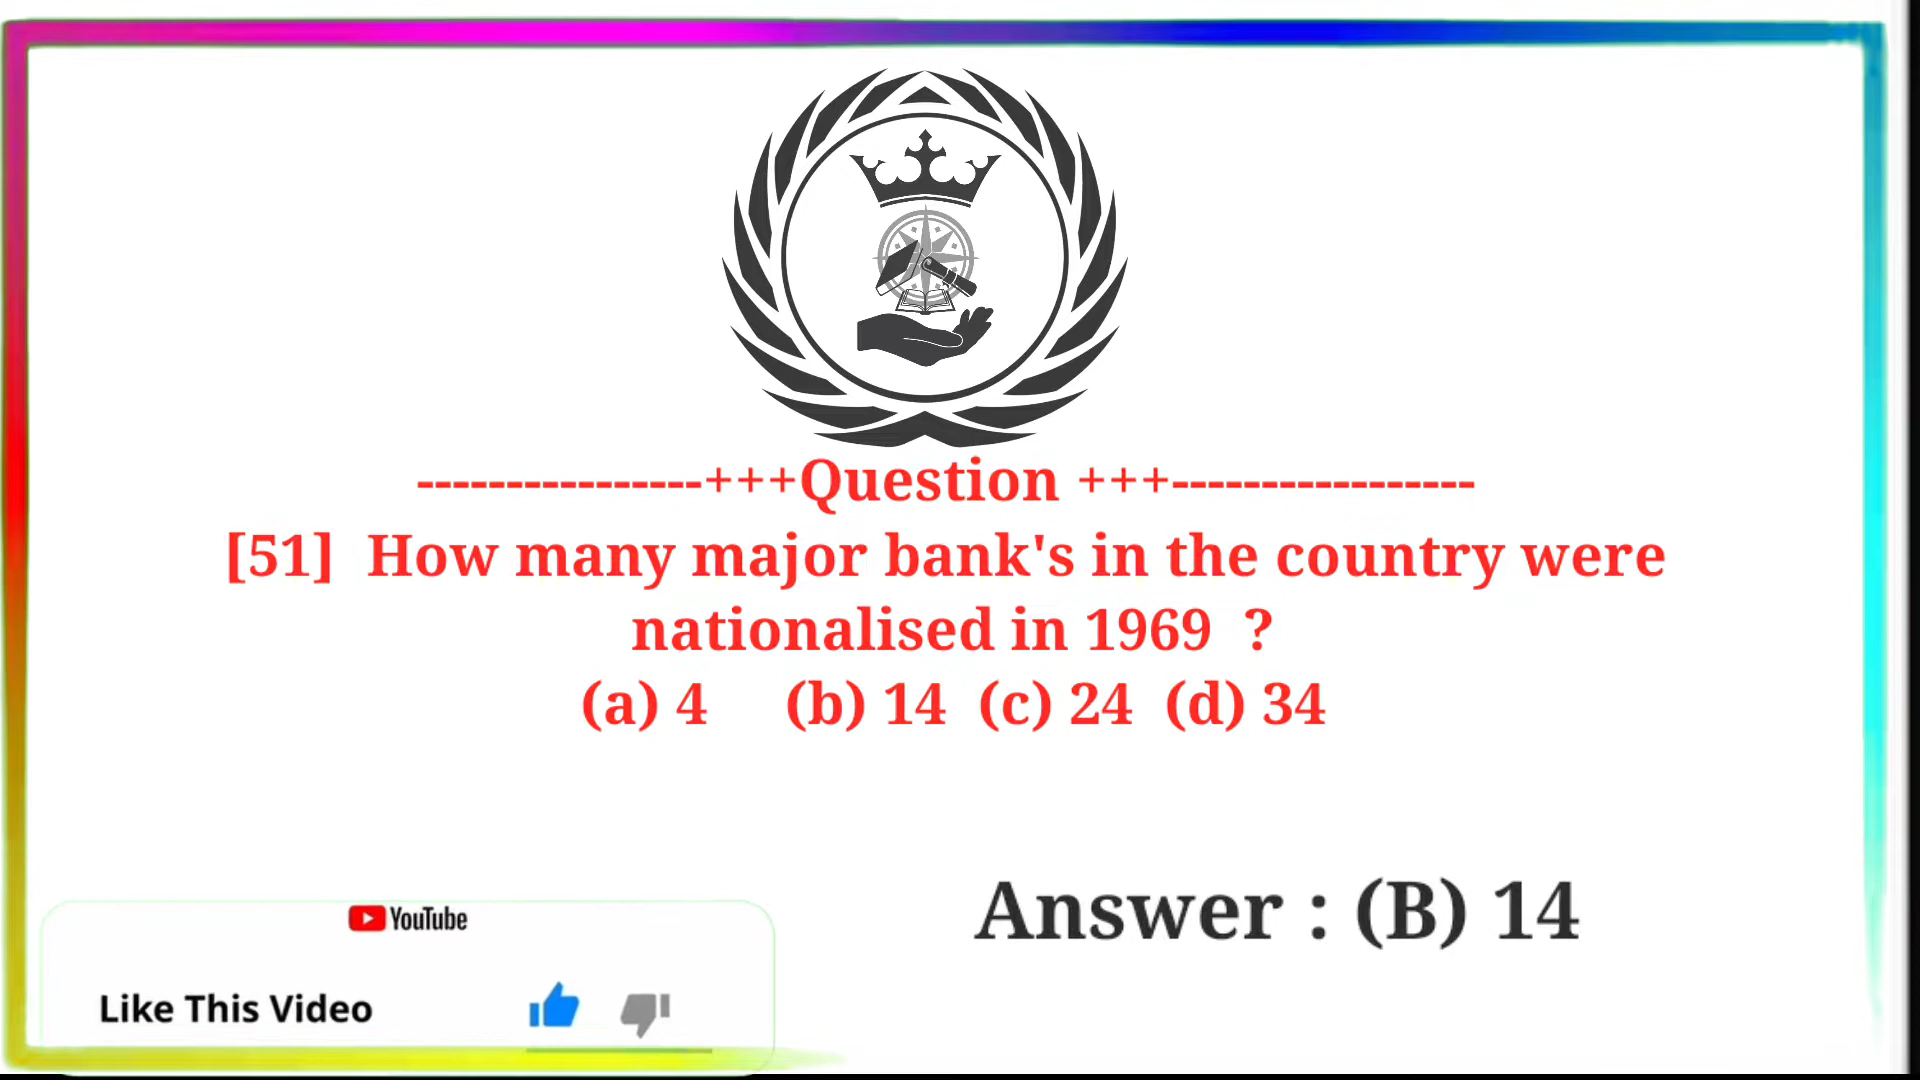 ----------------+++Question +++-----------------
[51]  How many major bank's in the country were
nationalised in 1969  ?
(a) 4     (b) 14  (c) 24  (d) 34
Answer : (B) 14
YouTube
Like This Video